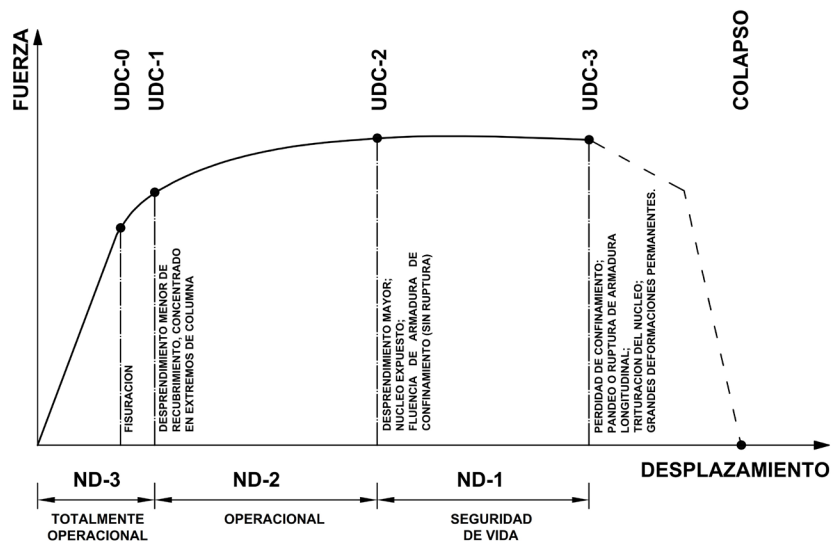 FUERZA
UDC-0
UDC-1
UDC-2
UDC-3
COLAPSO
FISURACION
DESPRENDIMIENTO MENOR DE
RECUBRIMIENTO, CONCENTRADO
EN EXTREMOS DE COLUMNA
DESPRENDIMIENTO MAYOR;
NUCLEO EXPUESTO;
FLUENCIA DE ARMADURA DE
CONFINAMIENTO (SIN RUPTURA)
PERDIDAD DE CONFINAMIENTO;
PANDEO O RUPTURA DE ARMADURA
LONGITUDINAL;
TRITURACION DEL NUCLEO;
GRANDES DEFORMACIONES PERMANENTES.
DESPLAZAMIENTO
ND-3
ND-2
ND-1
TOTALMENTE
OPERACIONAL
OPERACIONAL
SEGURIDAD
DE VIDA